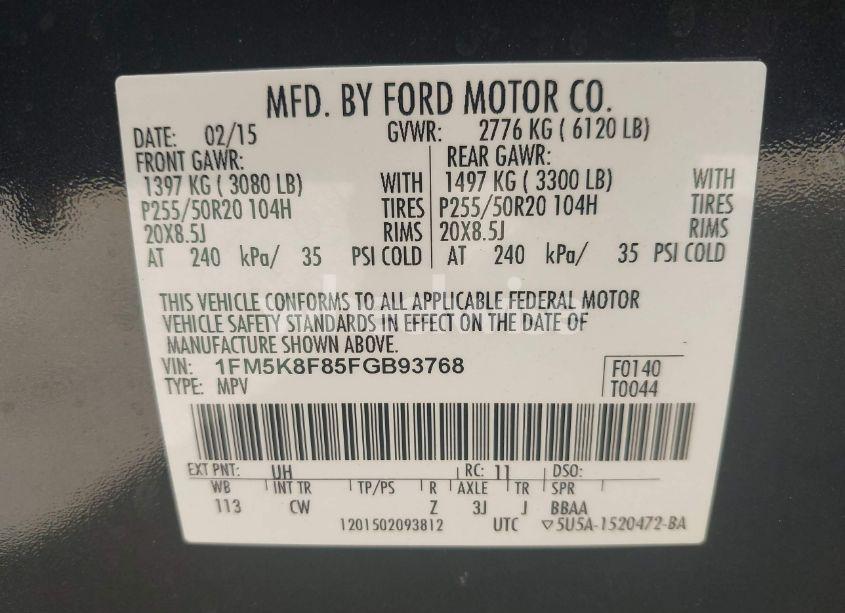 MFD. BY FORD MOTOR CO.
DATE: 02/15 GVWR: 2776 KG ( 6120 LB)
FRONT GAWR: REAR GAWR:
1397 KG ( 3080 LB) WITH 1497 KG ( 3300 LB) WITH
P255/50R20 104H TIRES P255/50R20 104H TIRES
20X8.5J RIMS 20X8.5J RIMS
AT 240 kPa/ 35 PSI COLD AT 240 kPa/ 35 PSI COLD
THIS VEHICLE CONFORMS TO ALL APPLICABLE FEDERAL MOTOR
VEHICLE SAFETY STANDARDS IN EFFECT ON THE DATE OF
MANUFACTURE SHOWN ABOVE.
VIN: 1FM5K8F85FGB93768 F0140
TYPE: MPV T0044
EXT PNT: UH RC: 11 DSO:
WB INT TR TP/PS R AXLE TR SPR
113 CW Z 3J J BBAA
1201502093812 UTC ▽5U5A-1520472-BA